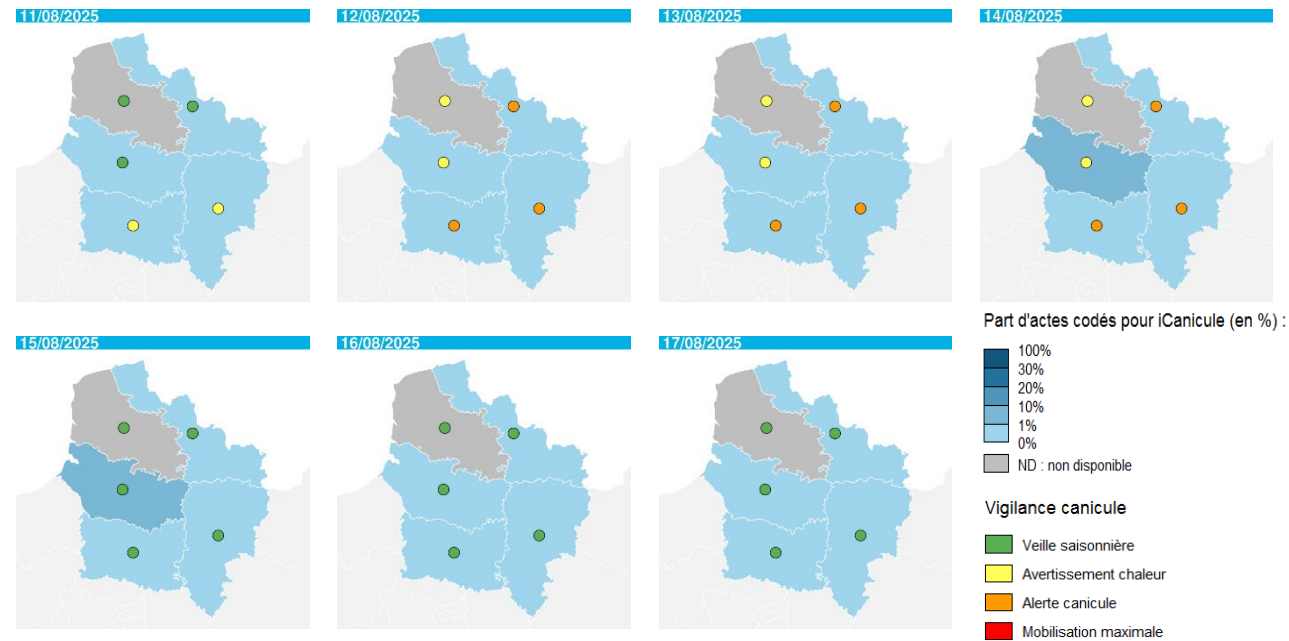 11/08/2025
12/08/2025
13/08/2025
14/08/2025
15/08/2025
16/08/2025
17/08/2025
Part d'actes codés pour iCanicule (en %) :
100%
30%
20%
10%
1%
0%
ND : non disponible
Vigilance canicule
Veille saisonnière
Avertissement chaleur
Alerte canicule
Mobilisation maximale